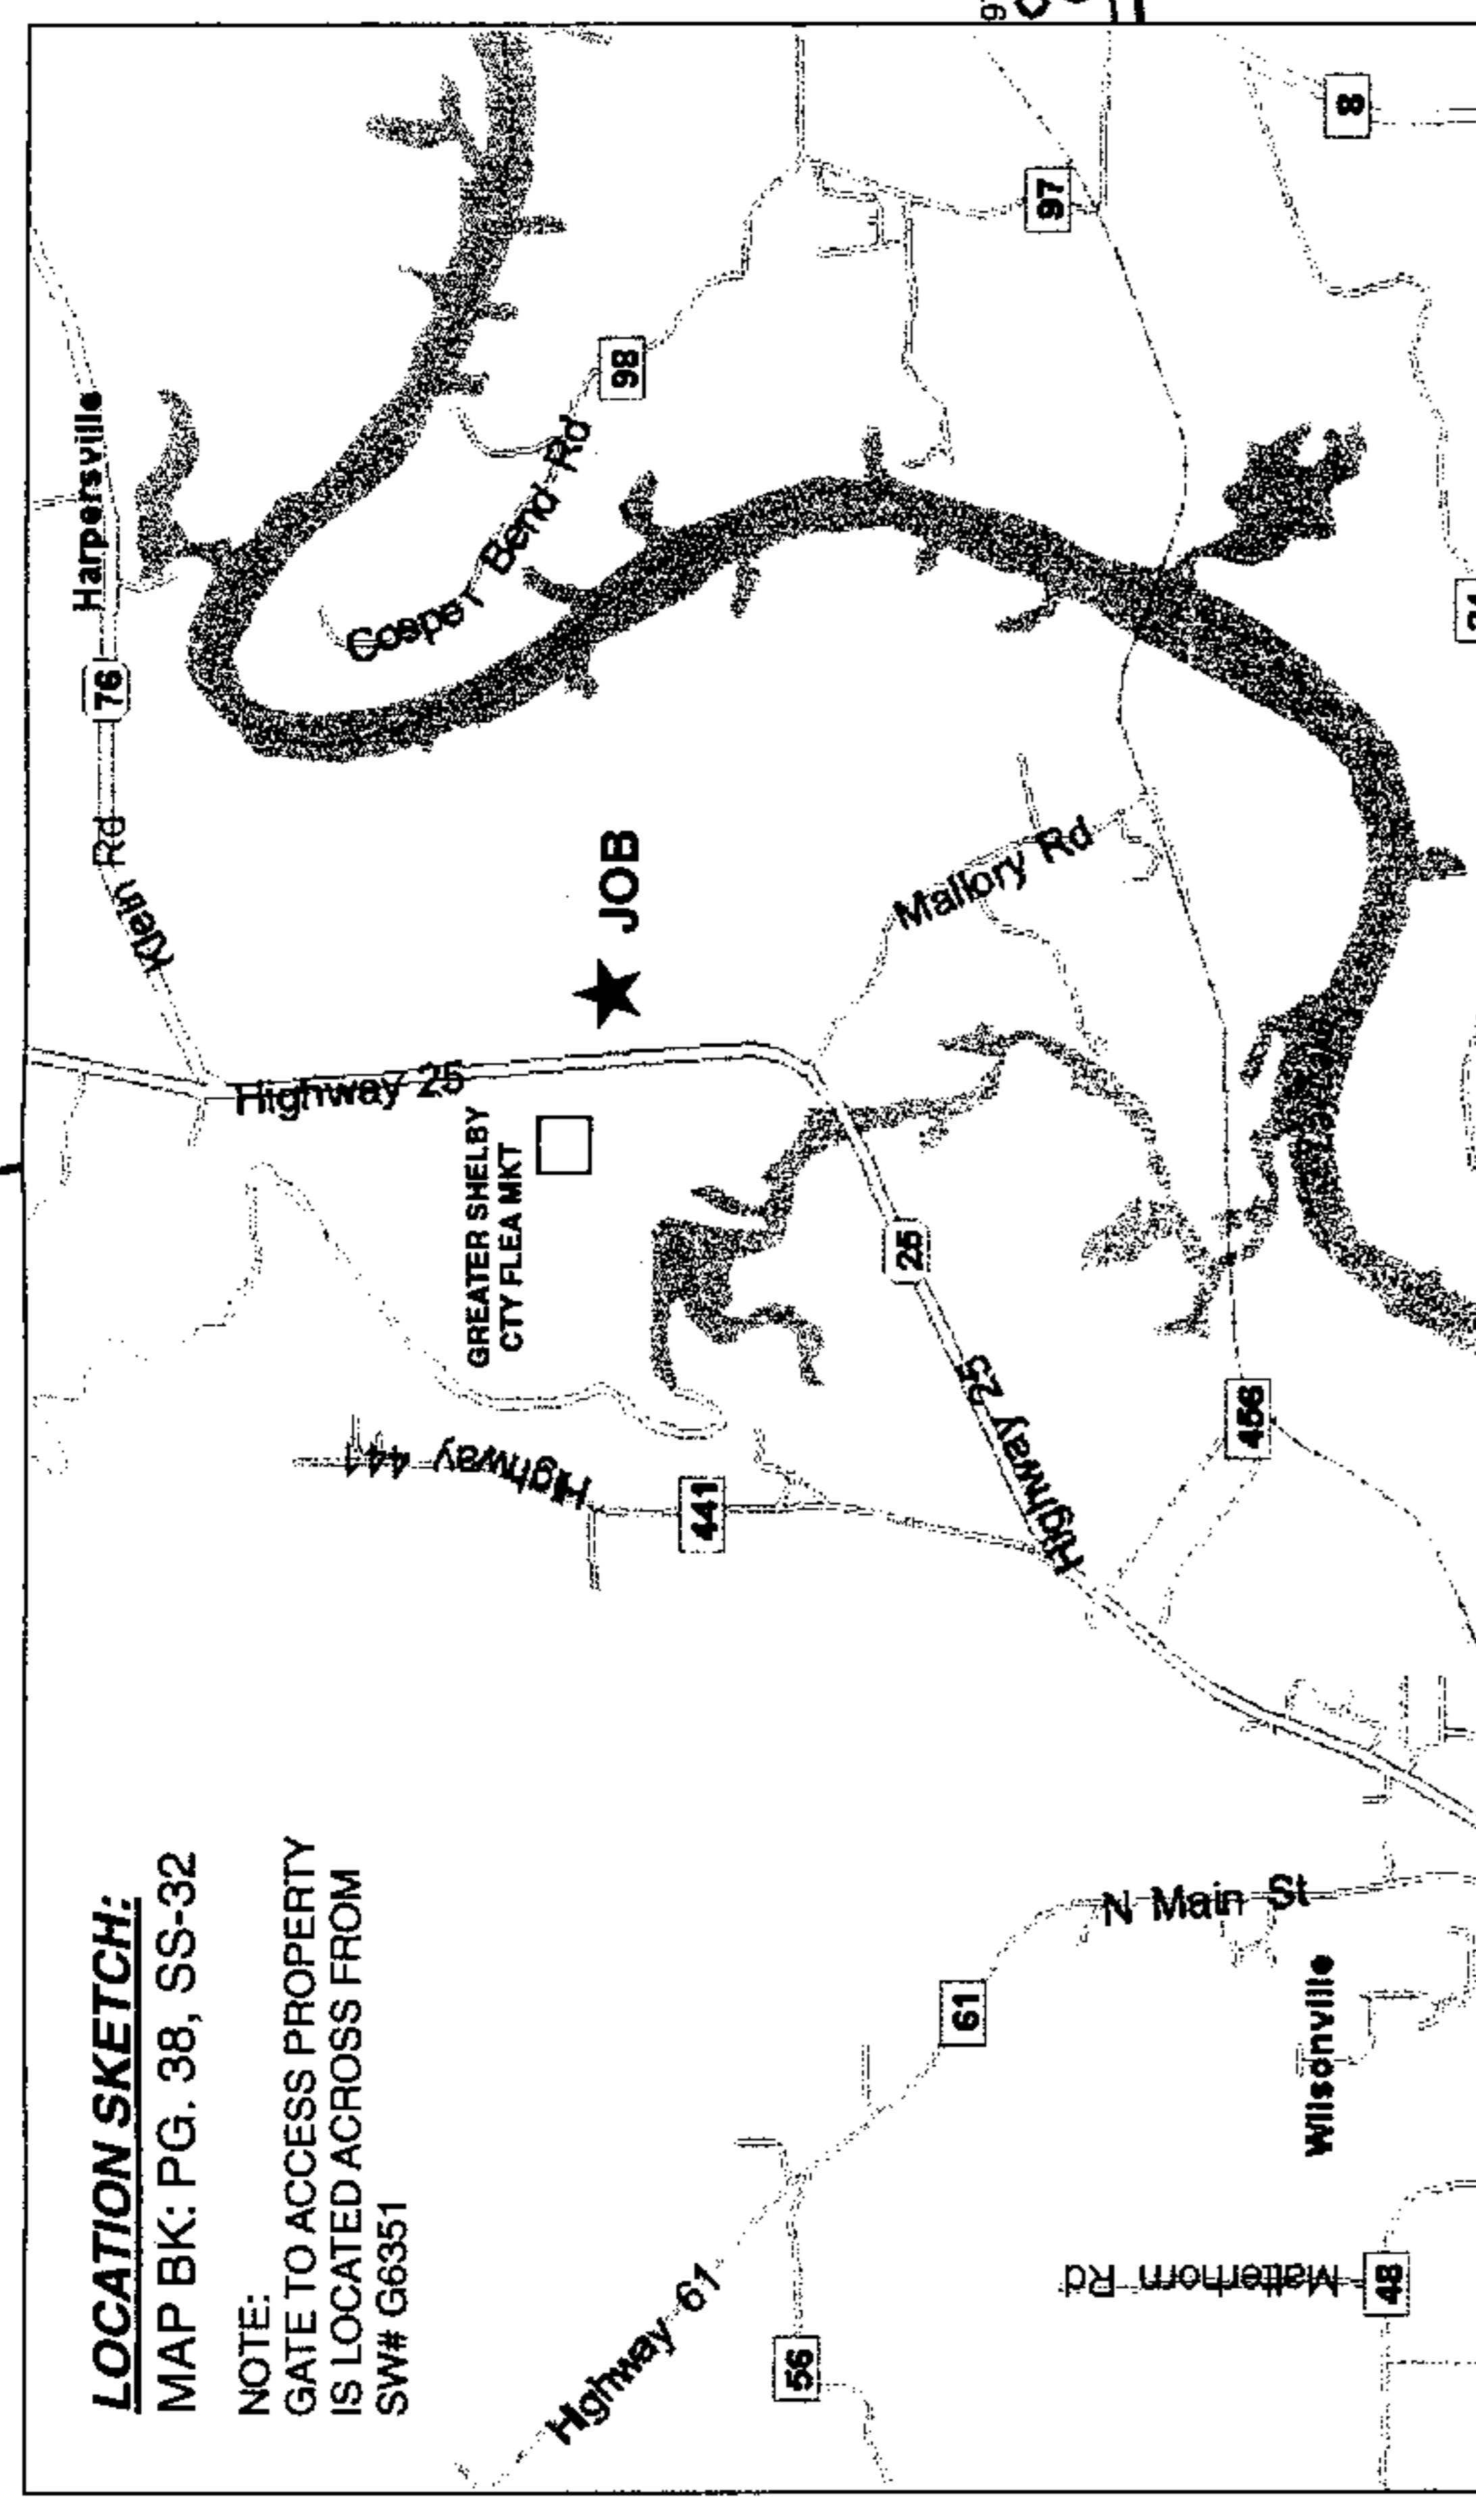 LOCATION SKETCH:
MAP BK: PG. 38, SS-32
NOTE:
GATE TO ACCESS PROPERTY
IS LOCATED ACROSS FROM
SW# G6351
Harpersville
76
Klein Rd
Highway 25
GREATER SHELBY
CTY FLEA MKT
JOB
Cosper Bend Rd
98
97
8
Mallory Rd
25
Highway 25
Highway 441
441
456
Highway 61
61
56
N Main St
Wilsonville
Matterhorn Rd
48